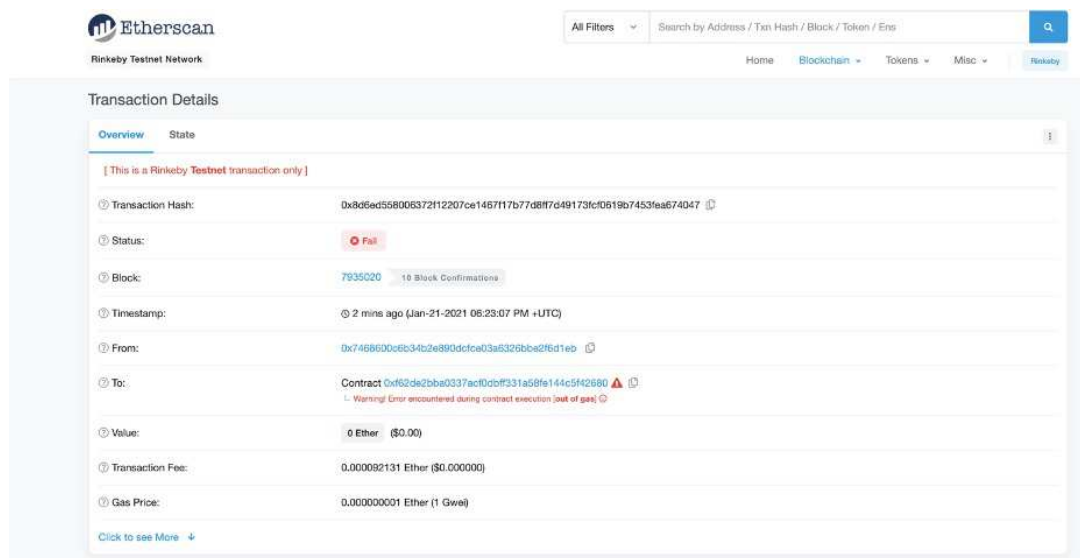 Etherscan
All Filters
Search by Address / Txn Hash / Block / Token / Ens
Rinkeby Testnet Network
Home Blockchain Tokens Misc Rinkeby
Transaction Details
Overview State
[ This is a Rinkeby Testnet transaction only ]
Transaction Hash: 0x8d6ed558006372f12207ce1467f17b77d8ff7d49173fcf0619b7453fea674047
Status: Fail
Block: 7935020 10 Block Confirmations
Timestamp: 2 mins ago (Jan-21-2021 06:23:07 PM +UTC)
From: 0x7468600c6b34b2e890dcfce03a6326bbe2f6d1eb
To: Contract 0xf62de2bba0337acf0dbff331a58fe144c5f42680
Warning! Error encountered during contract execution [out of gas]
Value: 0 Ether ($0.00)
Transaction Fee: 0.000092131 Ether ($0.000000)
Gas Price: 0.000000001 Ether (1 Gwei)
Click to see More